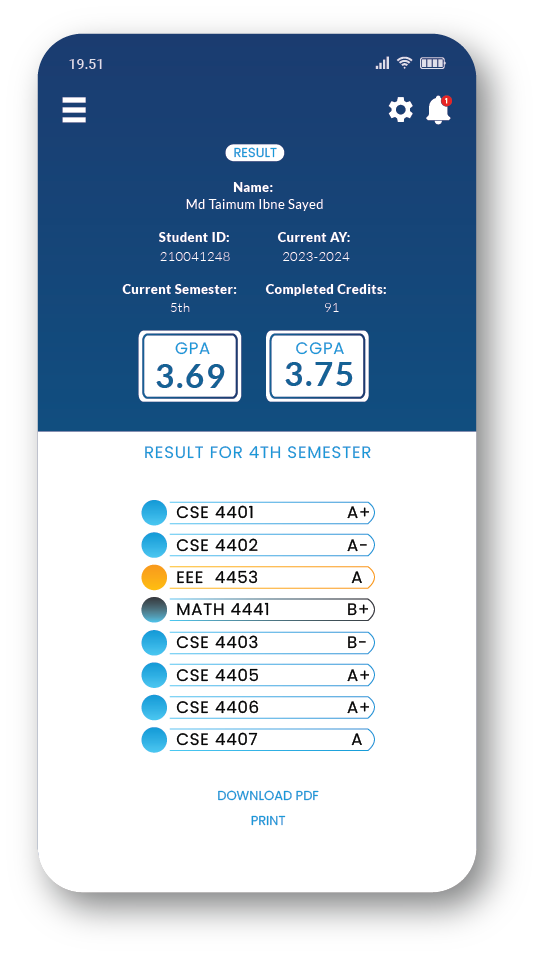 19.51
1
RESULT
Name:
Md Taimum Ibne Sayed
Student ID: Current AY:
210041248 2023-2024
Current Semester: Completed Credits:
5th 91
GPA CGPA
3.69 3.75
RESULT FOR 4TH SEMESTER
CSE 4401 A+
CSE 4402 A-
EEE 4453 A
MATH 4441 B+
CSE 4403 B-
CSE 4405 A+
CSE 4406 A+
CSE 4407 A
DOWNLOAD PDF
PRINT